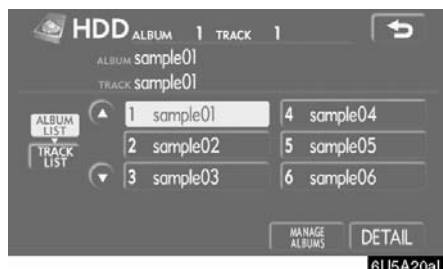 HDD ALBUM 1 TRACK 1
ALBUM sample01
TRACK sample01
ALBUM LIST
TRACK LIST
1 sample01
2 sample02
3 sample03
4 sample04
5 sample05
6 sample06
MANAGE ALBUMS
DETAIL
6U5A20aI